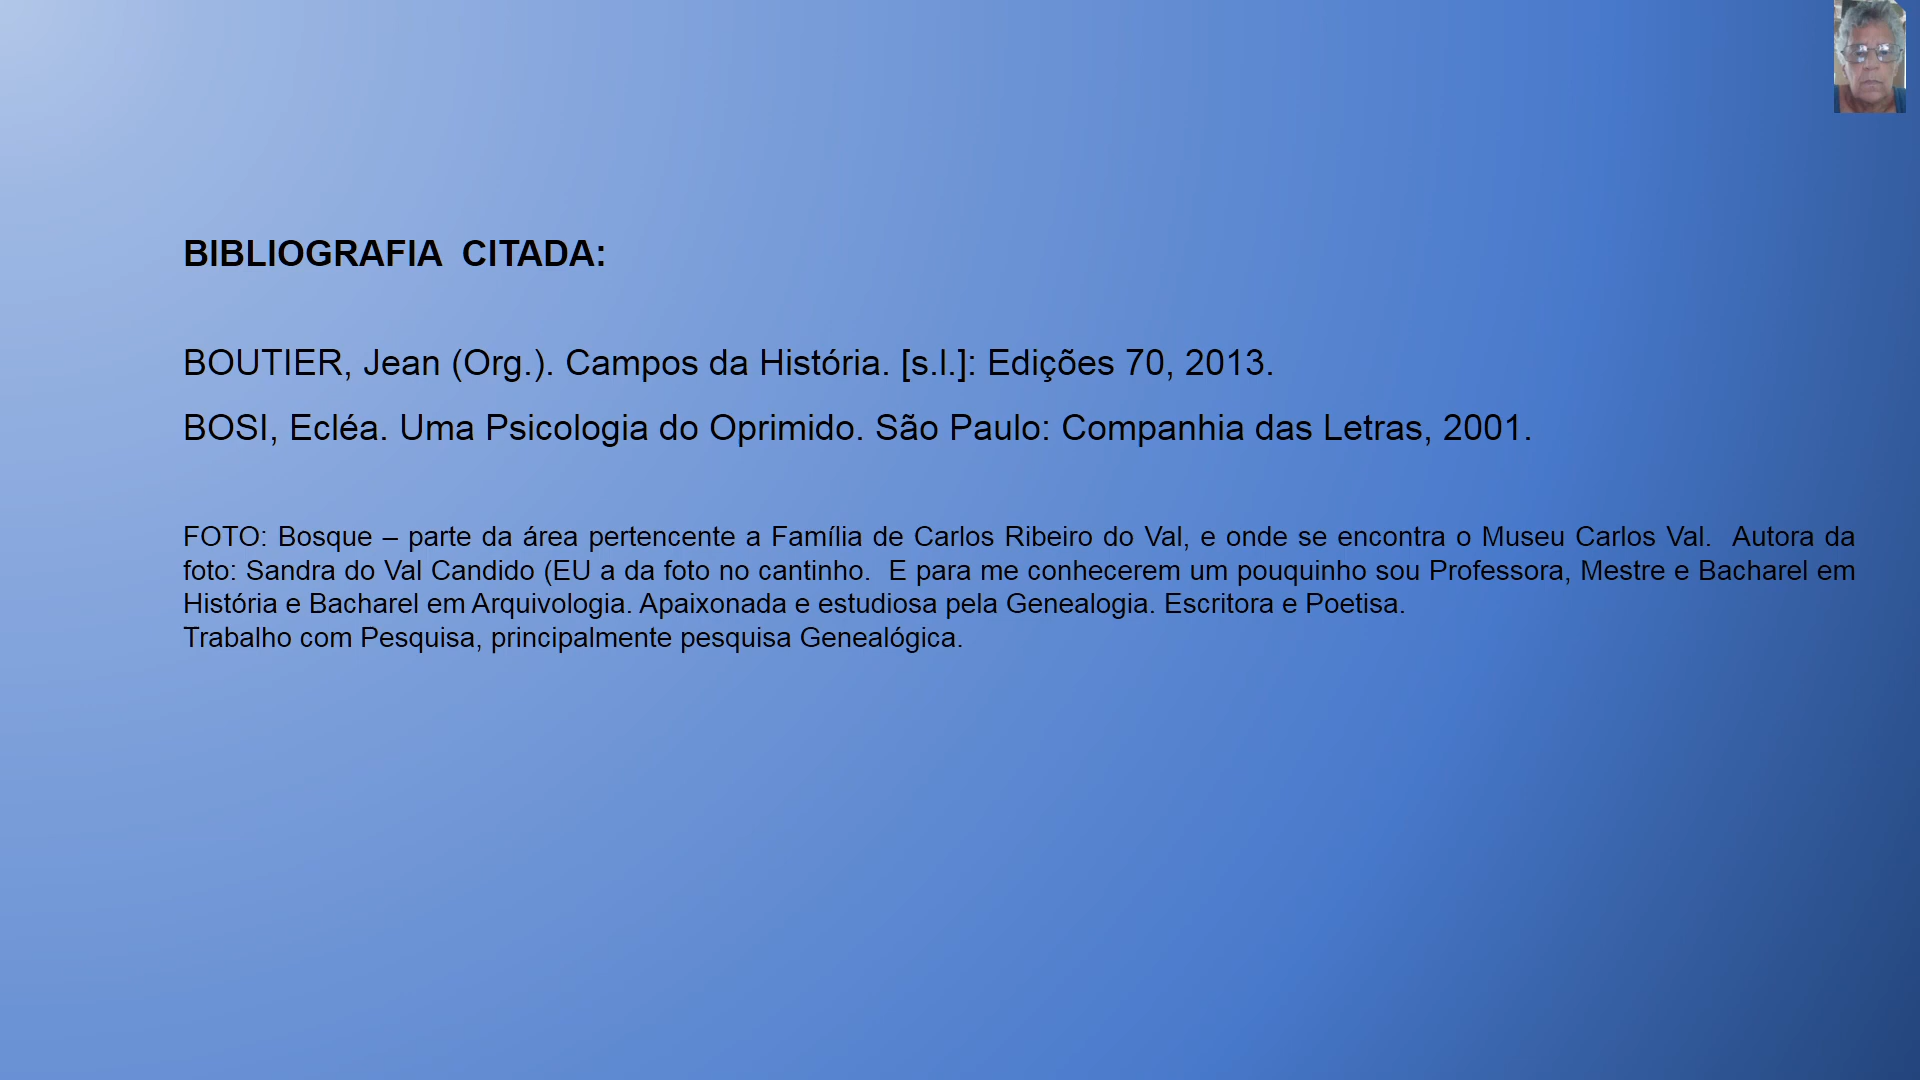 BIBLIOGRAFIA  CITADA:
BOUTIER, Jean (Org.). Campos da História. [s.l.]: Edições 70, 2013.
BOSI, Ecléa. Uma Psicologia do Oprimido. São Paulo: Companhia das Letras, 2001.
FOTO: Bosque – parte da área pertencente a Família de Carlos Ribeiro do Val, e onde se encontra o Museu Carlos Val.  Autora da
foto: Sandra do Val Candido (EU a da foto no cantinho.  E para me conhecerem um pouquinho sou Professora, Mestre e Bacharel em
História e Bacharel em Arquivologia. Apaixonada e estudiosa pela Genealogia. Escritora e Poetisa.
Trabalho com Pesquisa, principalmente pesquisa Genealógica.